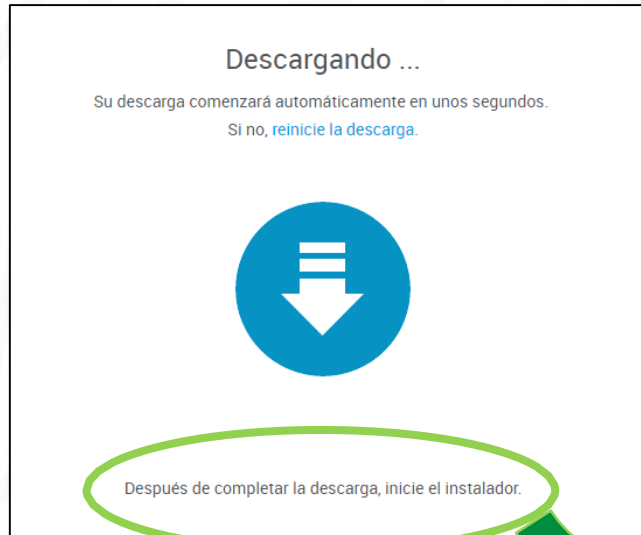 Descargando ...
Su descarga comenzará automáticamente en unos segundos.
Si no, reinicie la descarga.
Después de completar la descarga, inicie el instalador.